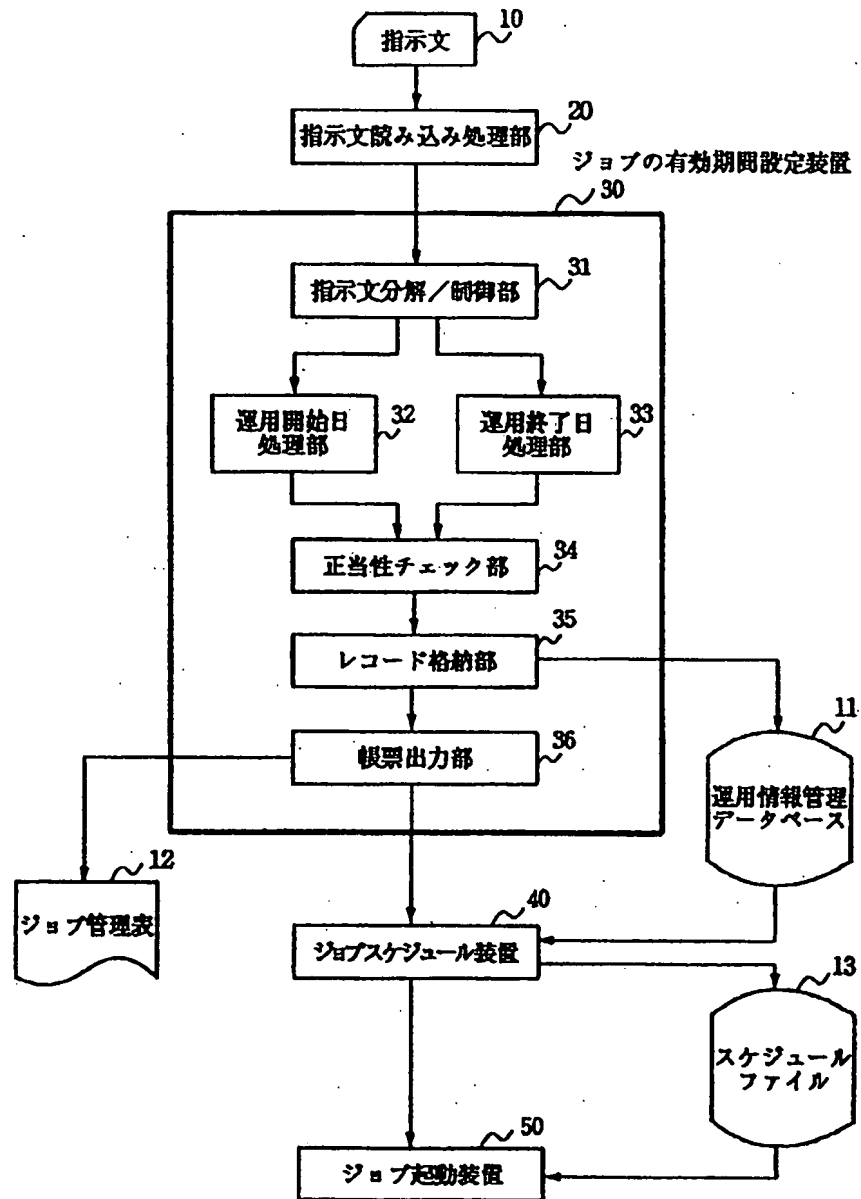 10
指示文
20
指示文読み込み処理部
ジョブの有効期間設定装置
30
31
指示文分解／制御部
運用開始日
処理部
32
運用終了日
処理部
33
34
正当性チェック部
35
レコード格納部
36
帳票出力部
11
運用情報管理
データベース
12
ジョブ管理表
40
ジョブスケジュール装置
13
スケジュール
ファイル
50
ジョブ起動装置